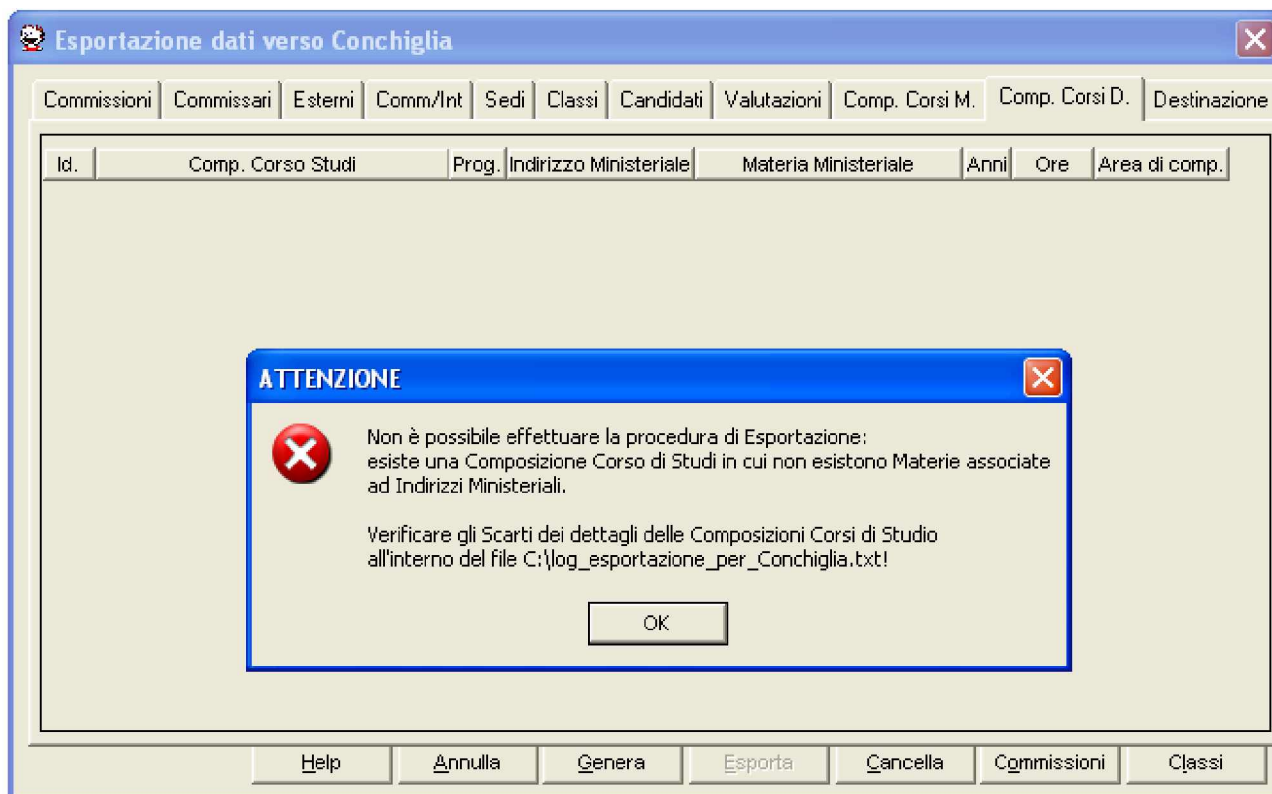 Esportazione dati verso Conchiglia
Commissioni Commissari Esterni Comm/Int Sedi Classi Candidati Valutazioni Comp. Corsi M. Comp. Corsi D. Destinazione
Id. Comp. Corso Studi Prog. Indirizzo Ministeriale Materia Ministeriale Anni Ore Area di comp.
ATTENZIONE
Non è possibile effettuare la procedura di Esportazione:
esiste una Composizione Corso di Studi in cui non esistono Materie associate
ad Indirizzi Ministeriali.
Verificare gli Scarti dei dettagli delle Composizioni Corsi di Studio
all'interno del file C:\log_esportazione_per_Conchiglia.txt!
OK
Help Annulla Genera Esporta Cancella Commissioni Classi